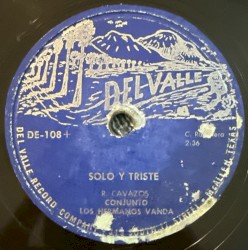 DEL VALLE
DE-108+
2:36
SOLO Y TRISTE
R. CAVAZOS
CONJUNTO
LOS HERMANOS VANDA
DEL VALLE RECORD COMPANY
McALLEN, TEXAS